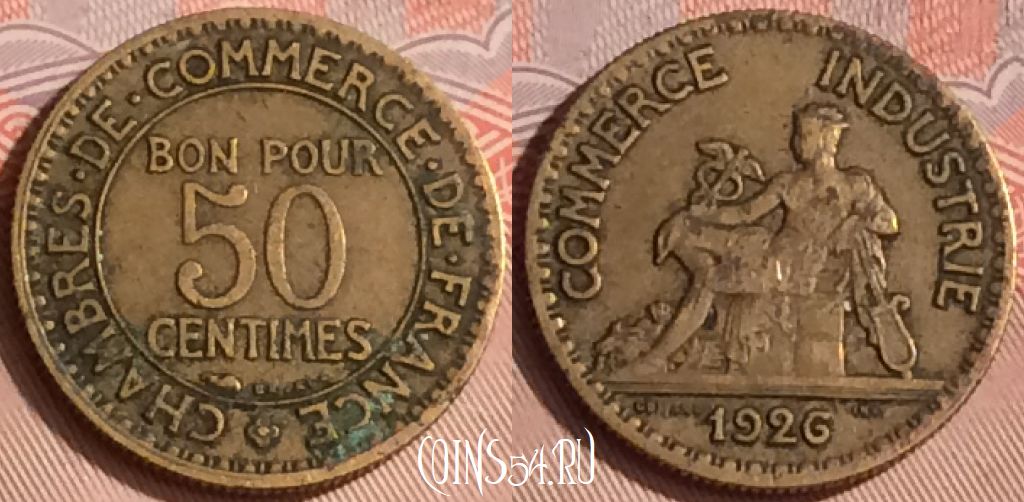 CHAMBRES·DE·COMMERCE·DE·FRANCE
BON POUR
50
CENTIMES
COMMERCE INDUSTRIE
1926
COINS54.RU